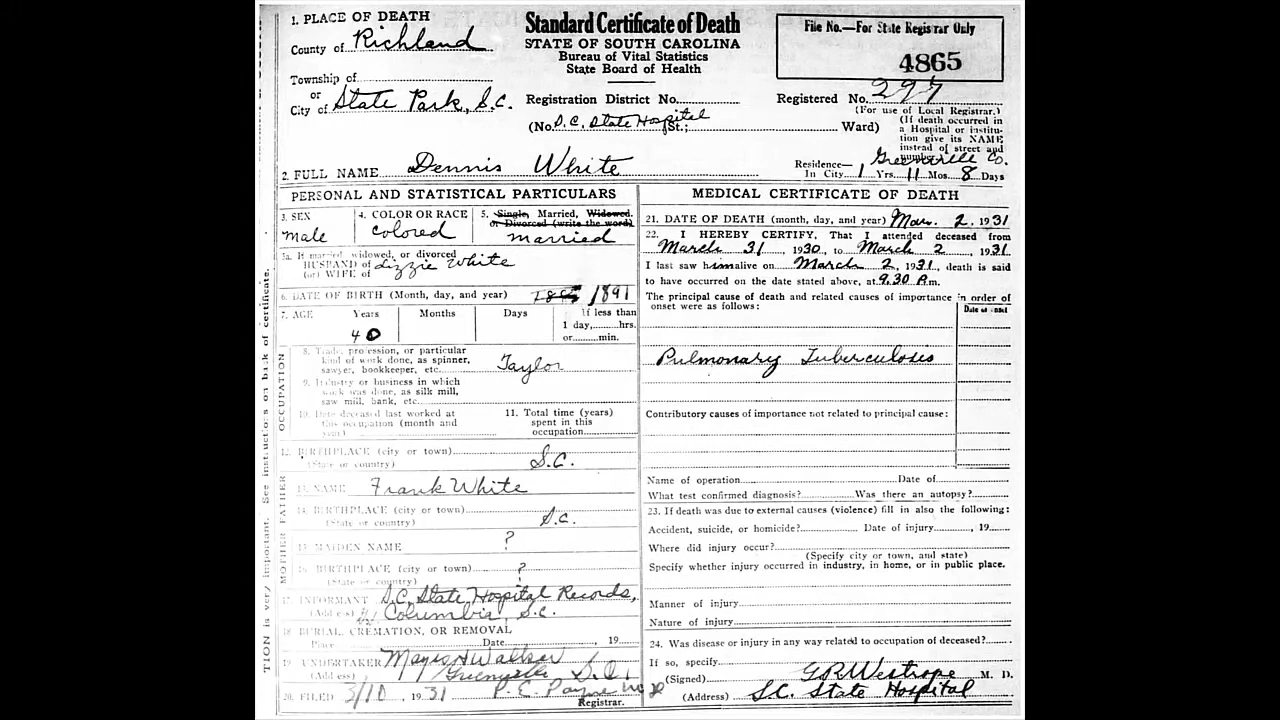 1. PLACE OF DEATH
County of Richland
Township of
or
City of State Park, S.C.
Standard Certificate of Death
STATE OF SOUTH CAROLINA
Bureau of Vital Statistics
State Board of Health
Registration District No.
(No. S.C. State Hospital St.; Ward)
File No.—For State Registrar Only
4865
Registered No. 297
(For use of Local Registrar.)
(If death occurred in
a Hospital or institu-
tion give its NAME
instead of street and
number.)
Greenville Co.
2. FULL NAME Dennis White
Residence—
In City 1 Yrs. 11 Mos. 8 Days
PERSONAL AND STATISTICAL PARTICULARS
3. SEX
male
4. COLOR OR RACE
colored
5. Single, Married, Widowed,
or Divorced (write the word)
married
5a. If married, widowed, or divorced
HUSBAND of
(or) WIFE of Lizzie White
6. DATE OF BIRTH (Month, day, and year) 1891
7. AGE Years Months Days If less than
1 day, hrs.
or min.
40
8. Trade, profession, or particular
kind of work done, as spinner,
sawyer, bookkeeper, etc. Taylor
9. Industry or business in which
work was done, as silk mill,
saw mill, bank, etc.
10. Date deceased last worked at
this occupation (month and
year)
11. Total time (years)
spent in this
occupation
12. BIRTHPLACE (city or town)
(State or country) S.C.
13. NAME Frank White
14. BIRTHPLACE (city or town)
(State or country) S.C.
15. MAIDEN NAME ?
16. BIRTHPLACE (city or town) ?
(State or country)
17. INFORMANT S.C. State Hospital Records,
(Address) Columbia, S.C.
18. BURIAL, CREMATION, OR REMOVAL
Place Date , 19
19. UNDERTAKER Mayes & Walker
(Address) Greenville S.C.
20. FILED 3/10 1931 P. E. Payne
Registrar.
OCCUPATION
FATHER
MOTHER
TION is very important. See instructions on back of certificate.
MEDICAL CERTIFICATE OF DEATH
21. DATE OF DEATH (month, day, and year) Mar. 2, 1931
22. I HEREBY CERTIFY, That I attended deceased from
March 31, 1930, to March 2, 1931.
I last saw him alive on March 2, 1931, death is said
to have occurred on the date stated above, at 9.30 P.m.
The principal cause of death and related causes of importance in order of
onset were as follows:
Date of onset
Pulmonary Tuberculosis
Contributory causes of importance not related to principal cause:
Name of operation Date of
What test confirmed diagnosis? Was there an autopsy?
23. If death was due to external causes (violence) fill in also the following:
Accident, suicide, or homicide? Date of injury , 19
Where did injury occur?
(Specify city or town, and state)
Specify whether injury occurred in industry, in home, or in public place.
Manner of injury
Nature of injury
24. Was disease or injury in any way related to occupation of deceased?
If so, specify
(Signed) G R Westrope M. D.
(Address) S.C. State Hospital